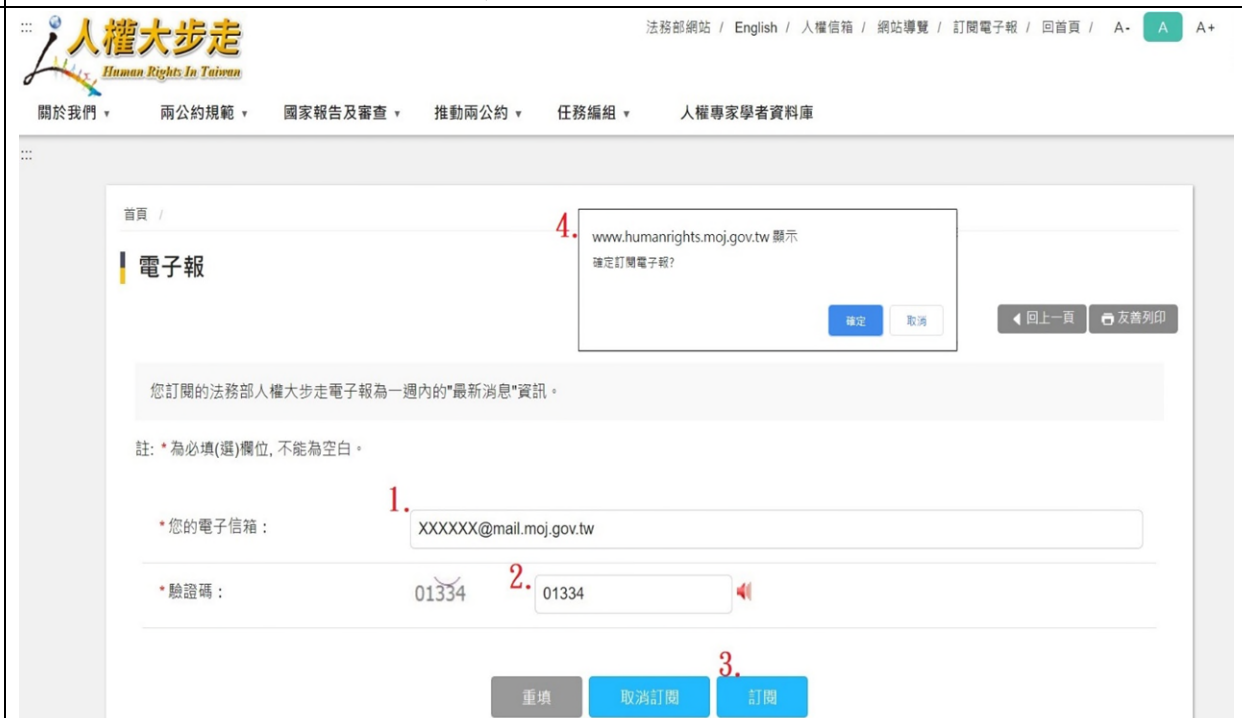 ::: 人權大步走 法務部網站 / English / 人權信箱 / 網站導覽 / 訂閱電子報 / 回首頁 / A- A A+
Human Rights In Taiwan
關於我們 ▾ 兩公約規範 ▾ 國家報告及審查 ▾ 推動兩公約 ▾ 任務編組 ▾ 人權專家學者資料庫
:::
首頁 /
4. www.humanrights.moj.gov.tw 顯示
確定訂閱電子報?
電子報
確定 取消
回上一頁 友善列印
您訂閱的法務部人權大步走電子報為一週內的"最新消息"資訊。
註: *為必填(選)欄位, 不能為空白。
1.
*您的電子信箱： XXXXXX@mail.moj.gov.tw
*驗證碼： 01334 2. 01334
3.
重填 取消訂閱 訂閱